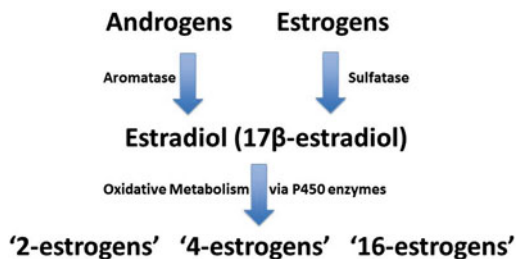 Androgens Estrogens
Aromatase Sulfatase
Estradiol (17β-estradiol)
Oxidative Metabolism via P450 enzymes
‘2-estrogens’ ‘4-estrogens’ ‘16-estrogens’